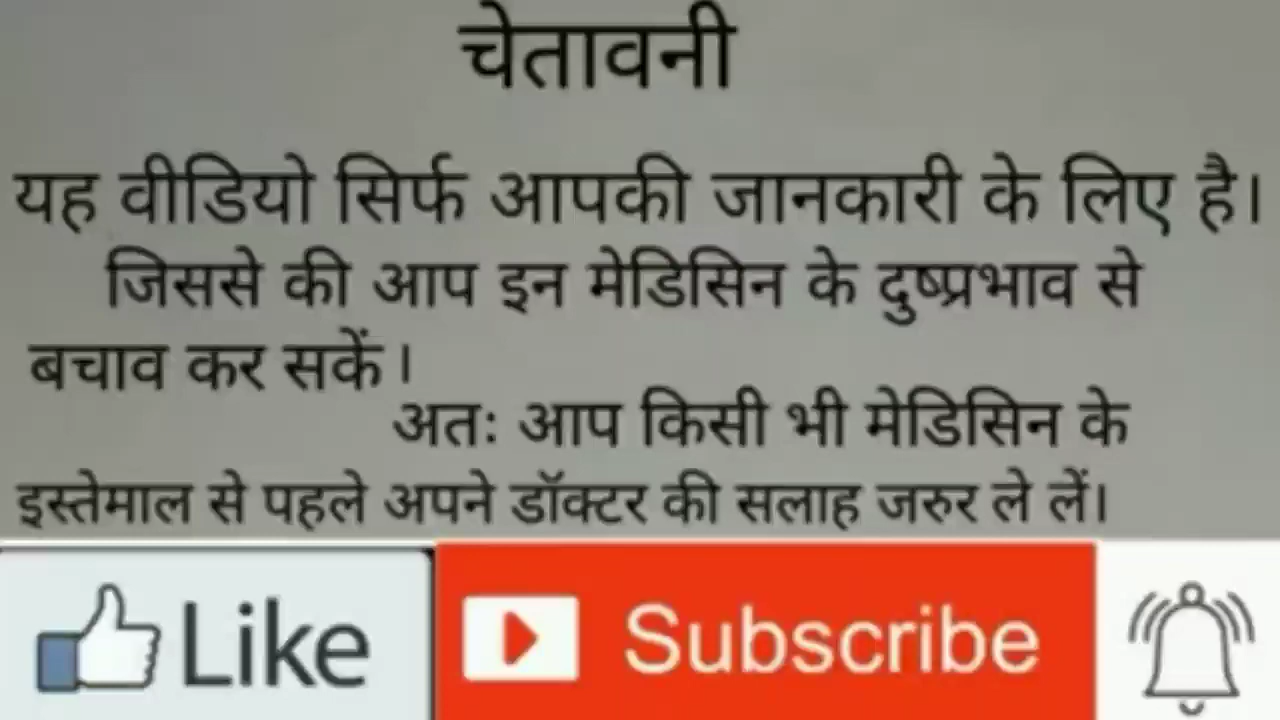 चेतावनी
यह वीडियो सिर्फ आपकी जानकारी के लिए है।
जिससे की आप इन मेडिसिन के दुष्प्रभाव से
बचाव कर सकें।
अतः आप किसी भी मेडिसिन के
इस्तेमाल से पहले अपने डॉक्टर की सलाह जरुर ले लें।
Like
Subscribe